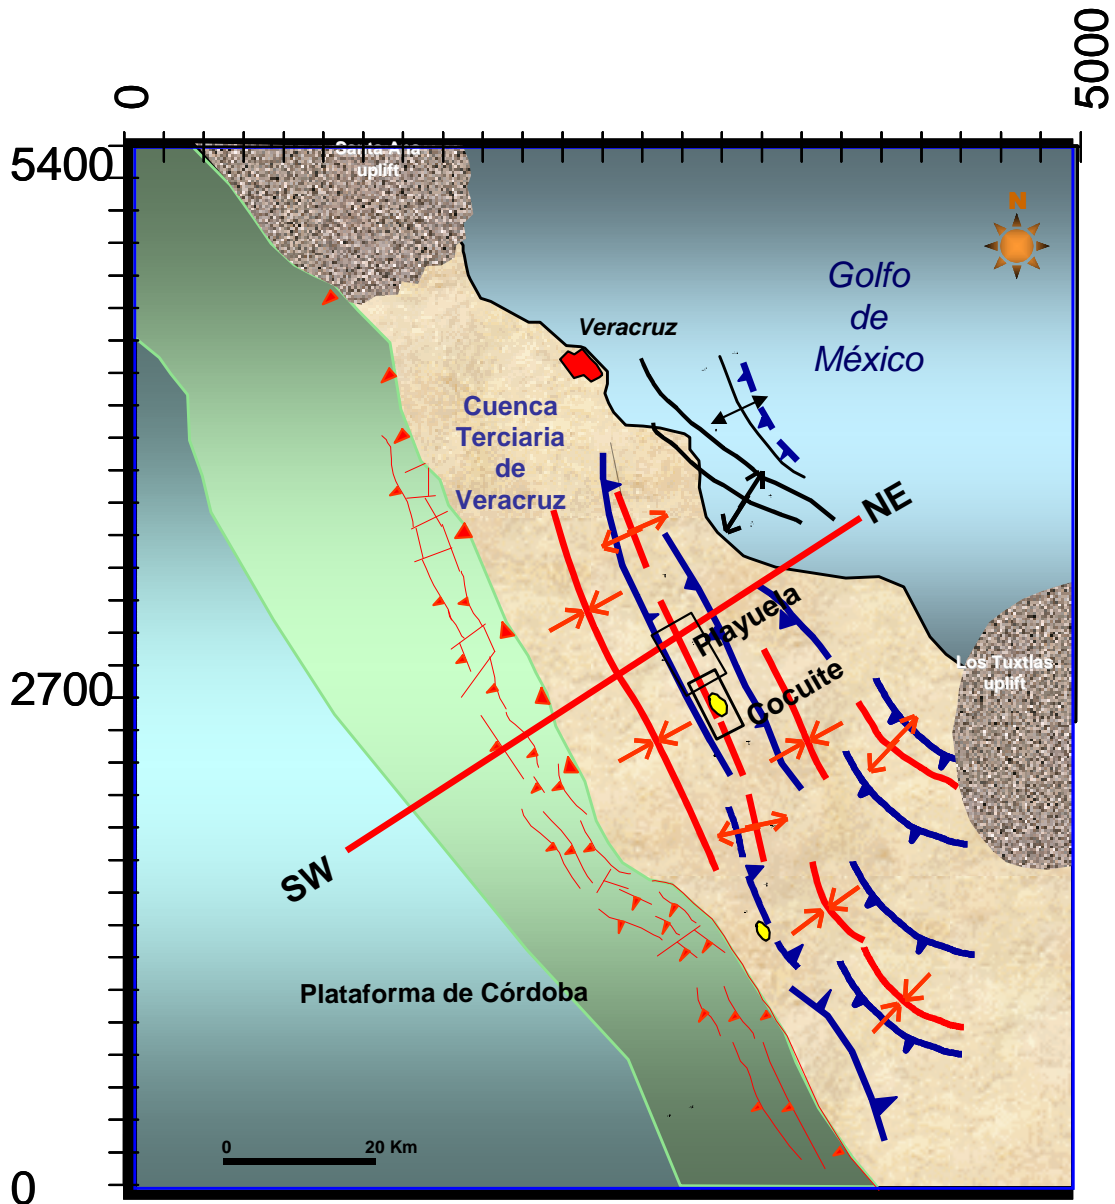 0
5000
5400
Santa Ana
uplift
N
Golfo
de
México
Veracruz
Cuenca
Terciaria
de
Veracruz
NE
Playuela
Los Tuxtlas
uplift
2700
Cocuite
SW
Plataforma de Córdoba
0
20 Km
0